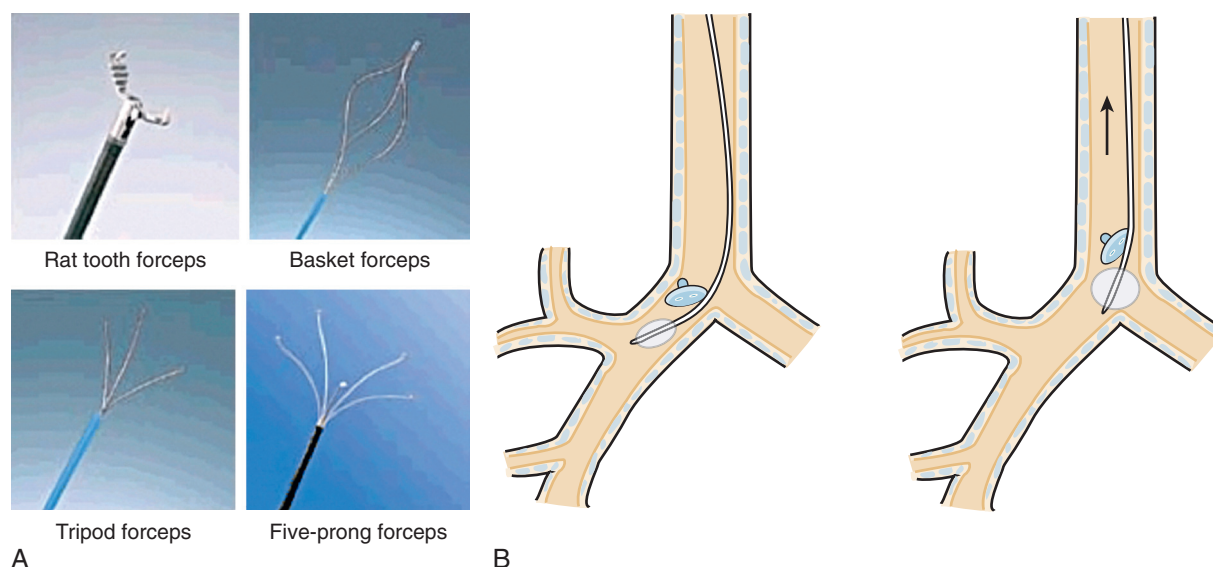 Rat tooth forceps
Basket forceps
Tripod forceps
Five-prong forceps
A
B